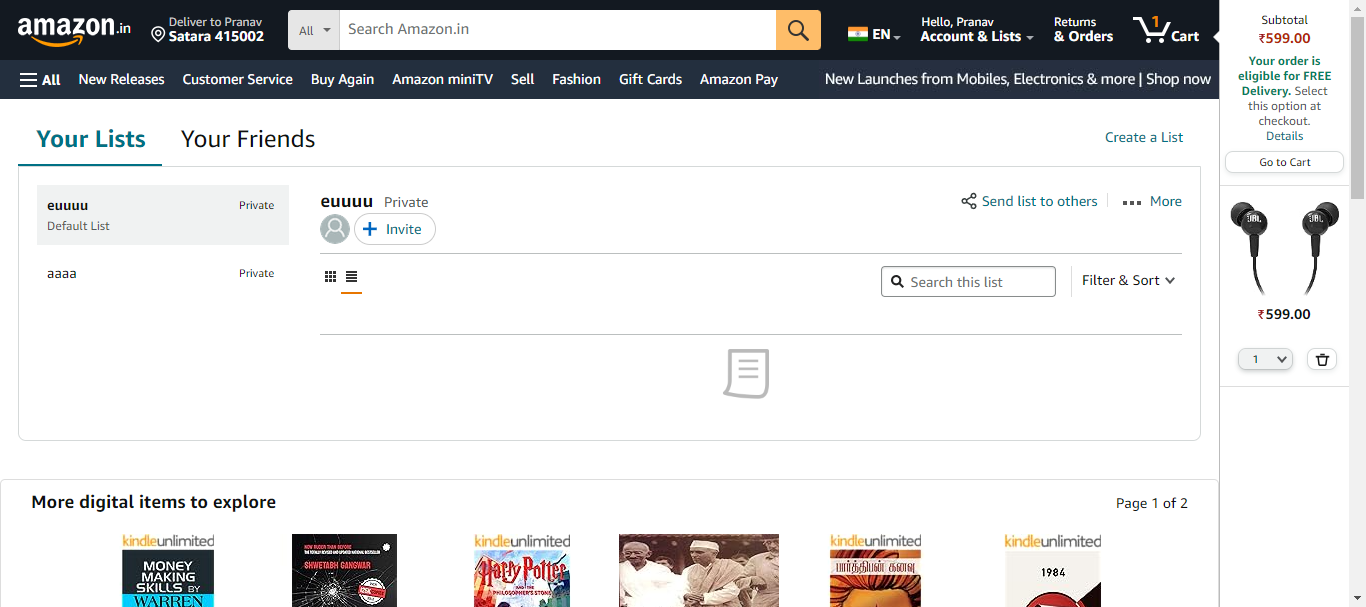 amazon.in
Deliver to Pranav
Satara 415002
All
Search Amazon.in
EN
Hello, Pranav
Account & Lists
Returns
& Orders
1
Cart
All
New Releases
Customer Service
Buy Again
Amazon miniTV
Sell
Fashion
Gift Cards
Amazon Pay
New Launches from Mobiles, Electronics & more | Shop now
Subtotal
₹599.00
Your order is
eligible for FREE
Delivery. Select
this option at
checkout.
Details
Go to Cart
JBL
JBL
₹599.00
1
Your Lists
Your Friends
Create a List
euuuu
Private
Default List
aaaa
Private
euuuu Private
Invite
Send list to others
More
Search this list
Filter & Sort
More digital items to explore
Page 1 of 2
kindleunlimited
MONEY
MAKING
SKILLS BY
WARREN
NOW RUDER THAN BEFORE
SHWETABH GANGWAR
kindleunlimited
Harry Potter
AND THE
PHILOSOPHER'S STONE
kindleunlimited
பார்த்திபன் கனவு
kindleunlimited
1984